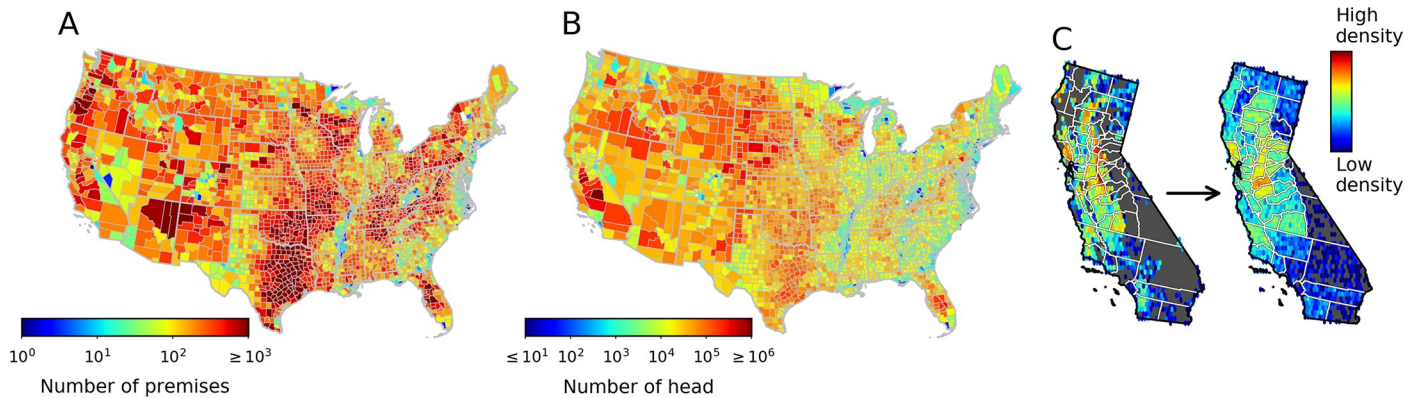 A
B
C
High
density
Low
density
10⁰ 10¹ 10² ≥10³
Number of premises
≤10¹ 10² 10³ 10⁴ 10⁵ ≥10⁶
Number of head